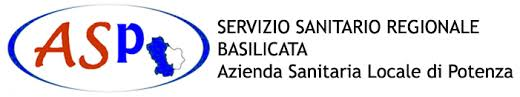 ASP
SERVIZIO SANITARIO REGIONALE
BASILICATA
Azienda Sanitaria Locale di Potenza